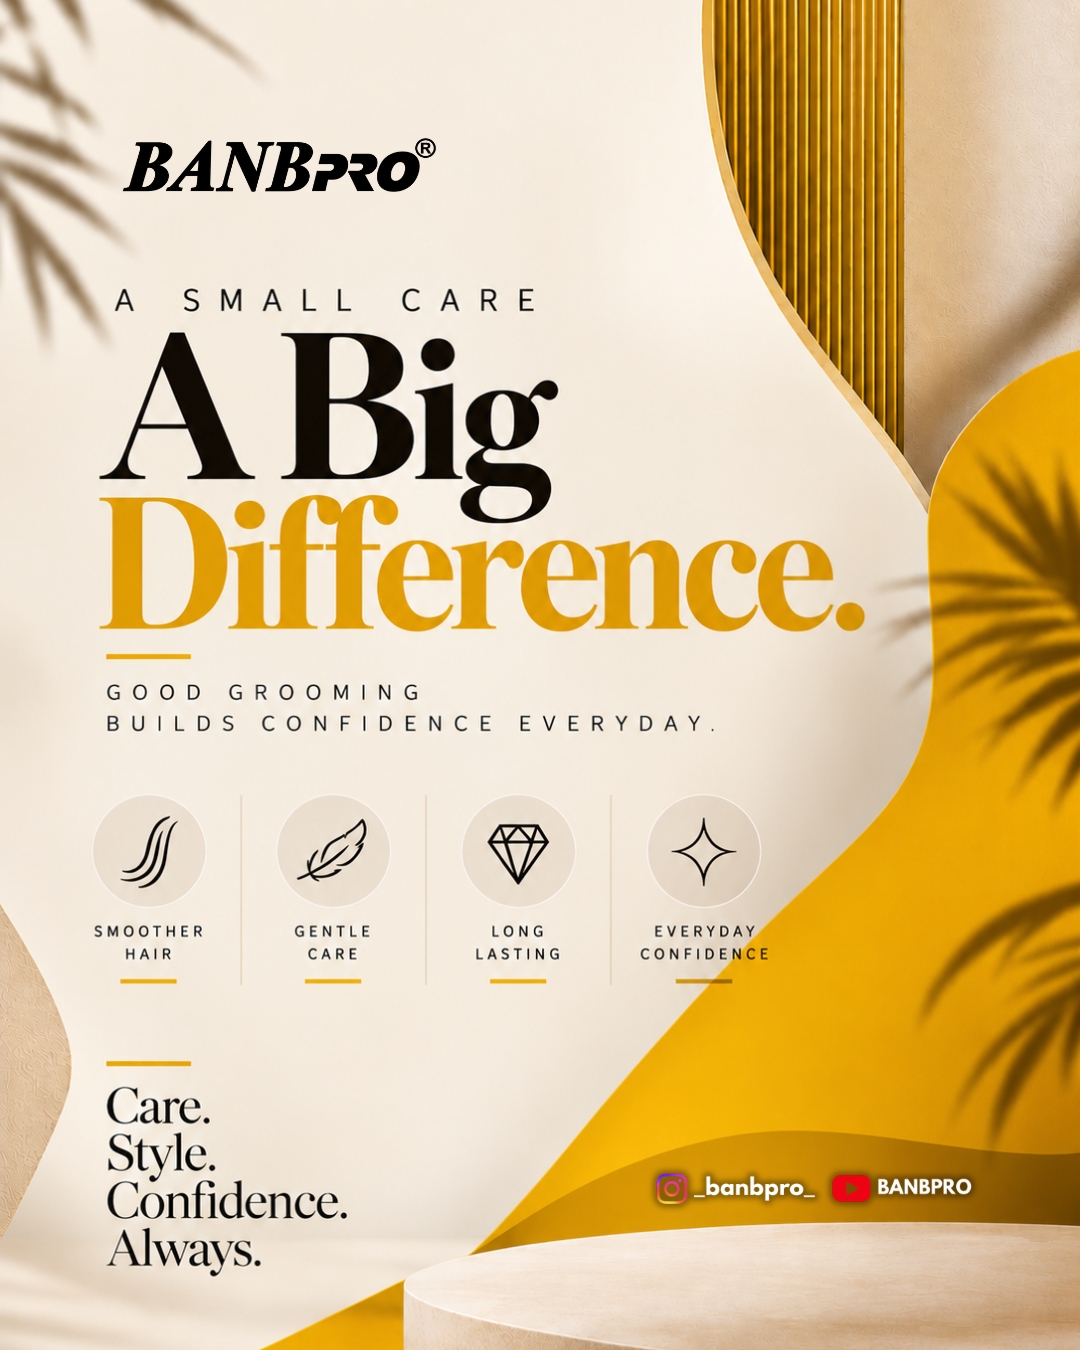 BANBPRO®
A SMALL CARE
A Big
Difference.
GOOD GROOMING
BUILDS CONFIDENCE EVERYDAY.
SMOOTHER
HAIR
GENTLE
CARE
LONG
LASTING
EVERYDAY
CONFIDENCE
Care.
Style.
Confidence.
Always.
_banbpro_ BANBPRO